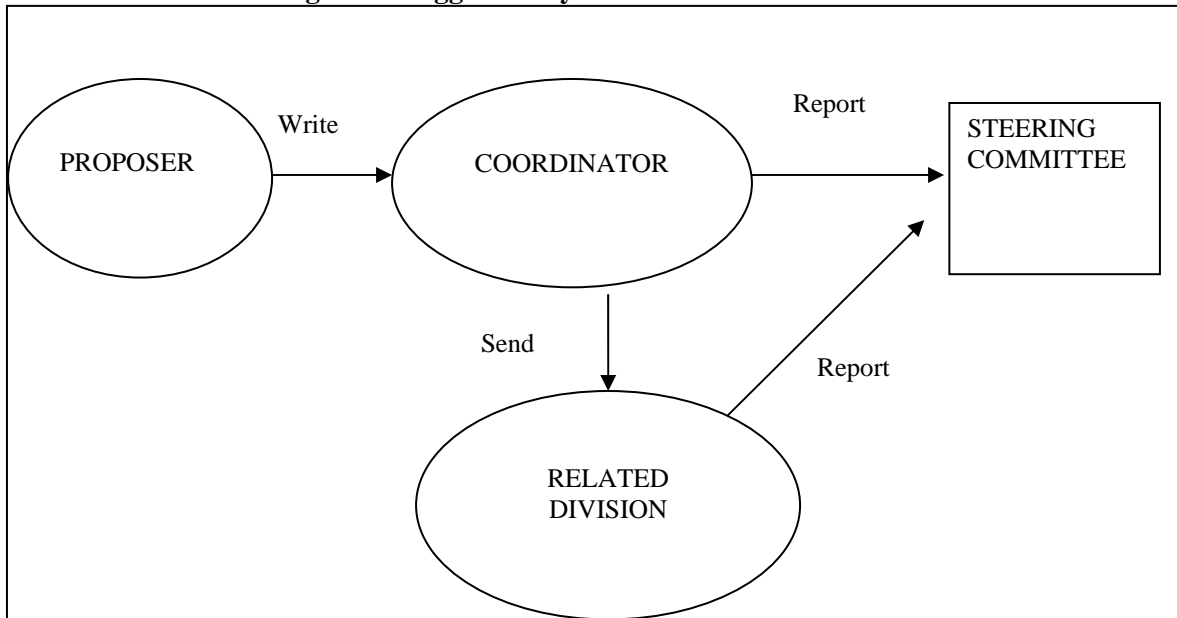 Write
Report
PROPOSER
COORDINATOR
STEERING
COMMITTEE
Send
Report
RELATED
DIVISION